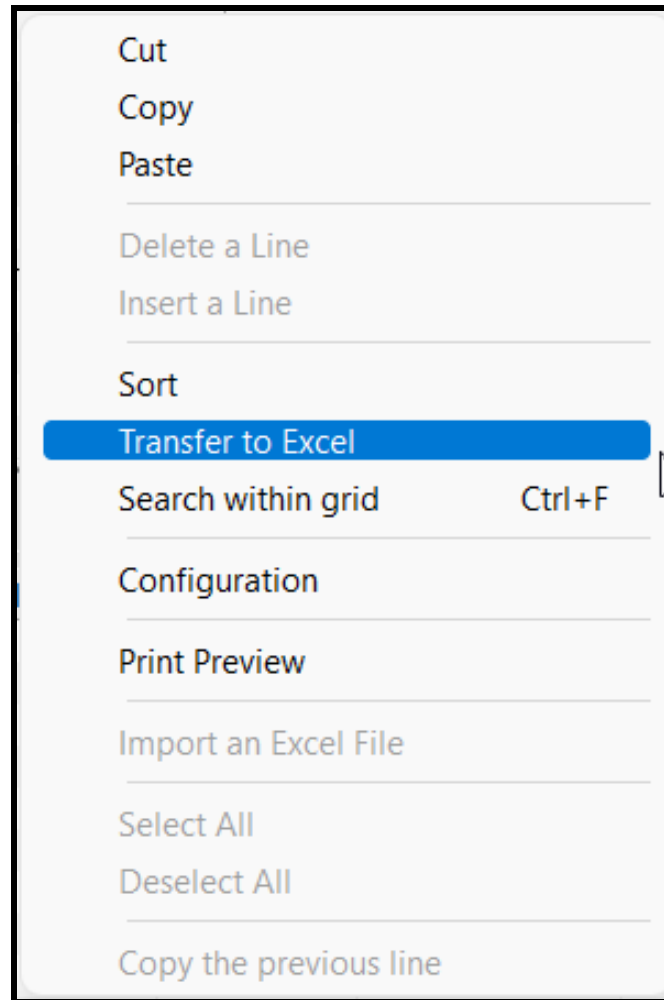 Cut
Copy
Paste
Delete a Line
Insert a Line
Sort
Transfer to Excel
Search within grid Ctrl+F
Configuration
Print Preview
Import an Excel File
Select All
Deselect All
Copy the previous line